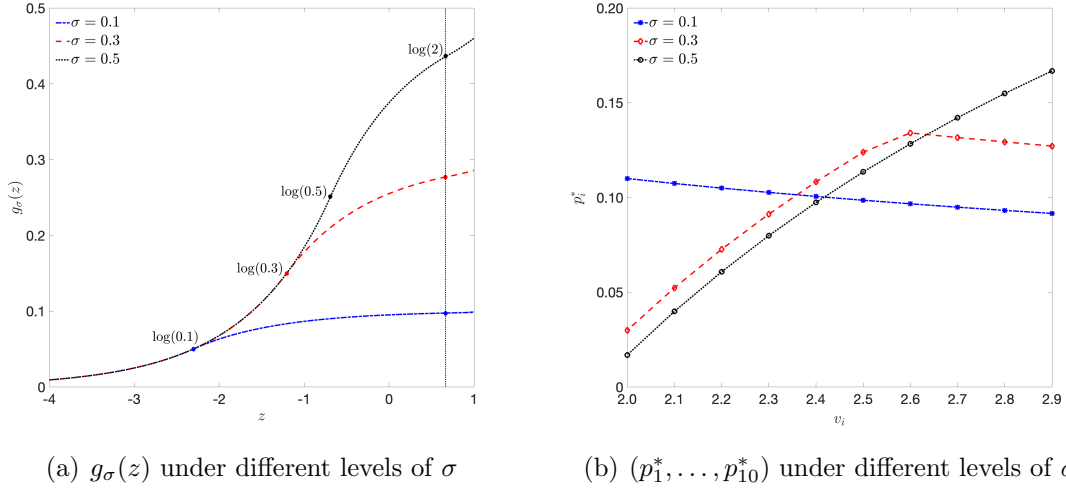 0.5
0.4
0.3
0.2
0.1
0
g_σ(z)
σ = 0.1
σ = 0.3
σ = 0.5
log(2)
log(0.5)
log(0.3)
log(0.1)
-4 -3 -2 -1 0 1
z
(a) g_σ(z) under different levels of σ
0.20
0.15
0.10
0.05
0
p_i^*
σ = 0.1
σ = 0.3
σ = 0.5
2.0 2.1 2.2 2.3 2.4 2.5 2.6 2.7 2.8 2.9
v_i
(b) (p_1^*, . . . , p_{10}^*) under different levels of